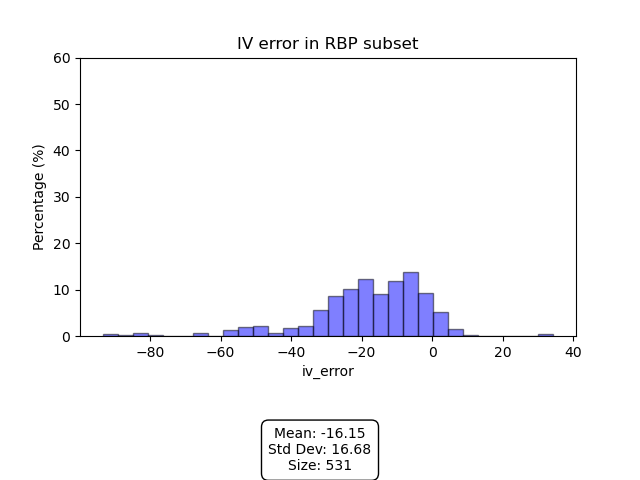 IV error in RBP subset
60
50
40
30
20
10
0
Percentage (%)
−80 −60 −40 −20 0 20 40
iv_error
Mean: -16.15
Std Dev: 16.68
Size: 531